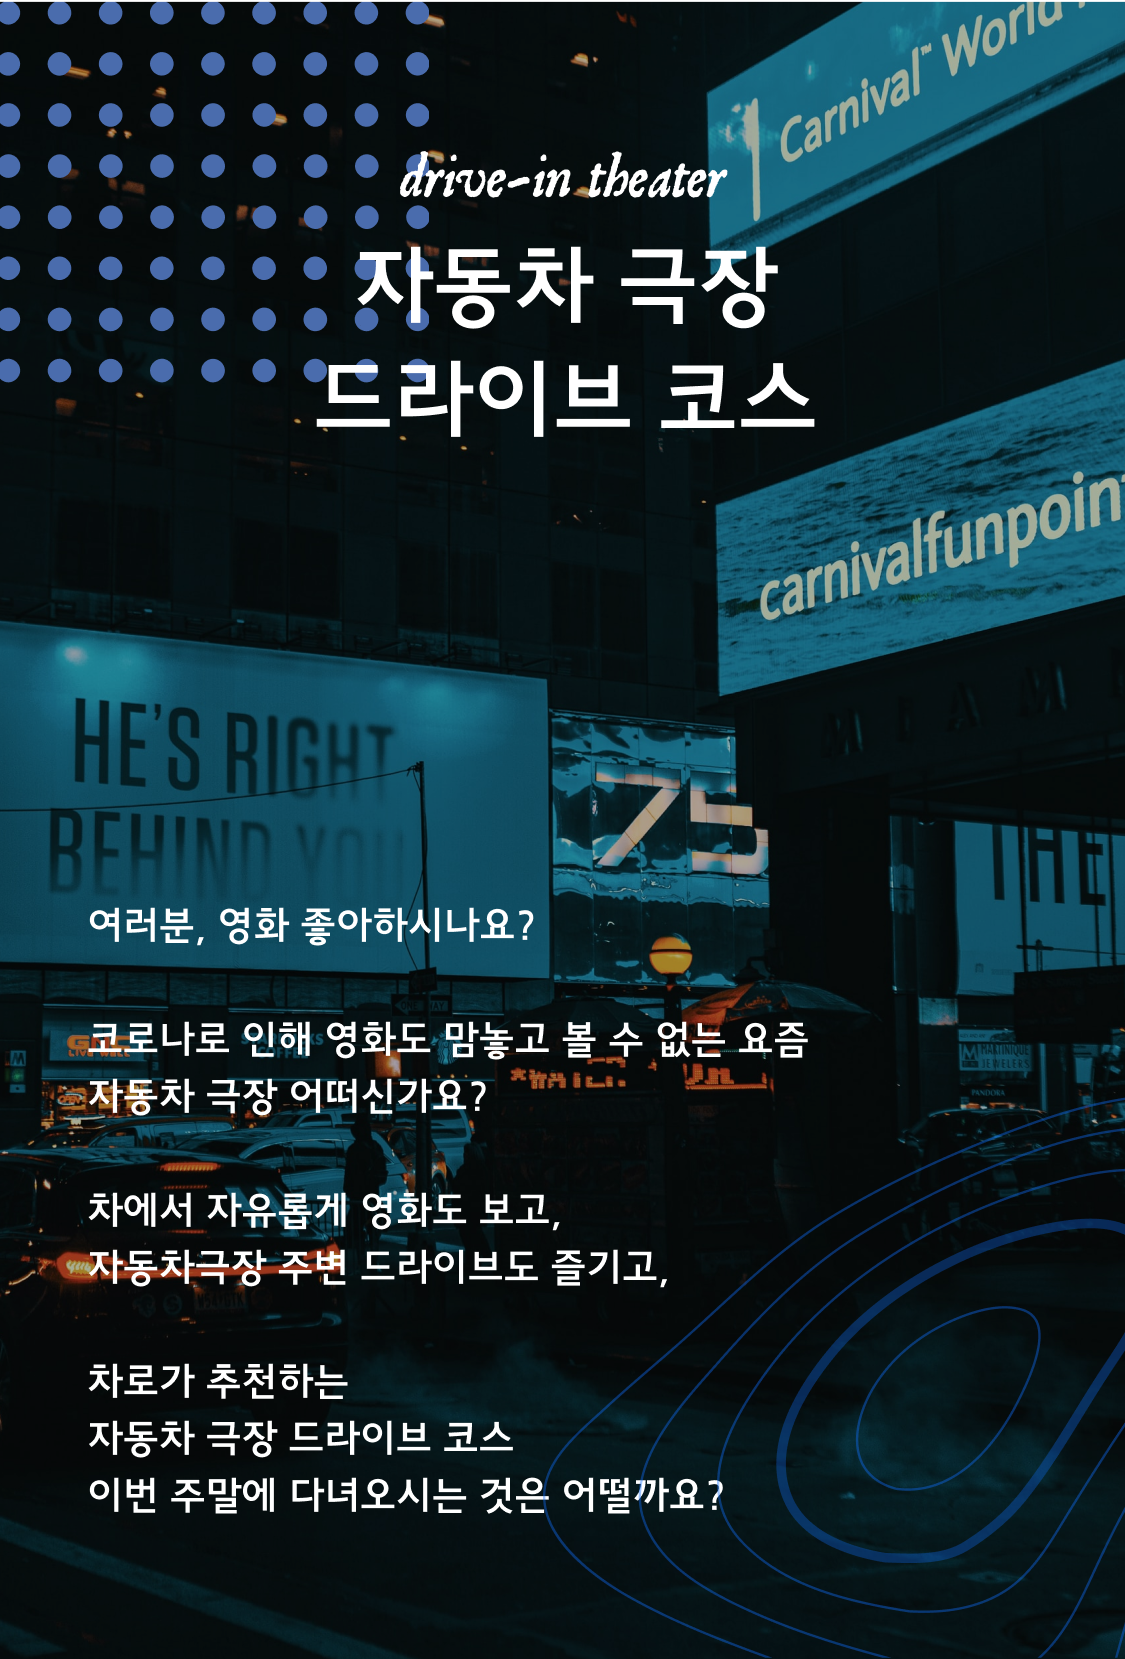 Carnival™ World
drive-in theater
자동차 극장
드라이브 코스
carnivalfunpoint
HE'S RIGHT
BEHIND YOU
75
THE
여러분, 영화 좋아하시나요?
코로나로 인해 영화도 맘놓고 볼 수 없는 요즘
자동차 극장 어떠신가요?
MARTINIQUE
JEWELERS
PANDORA
차에서 자유롭게 영화도 보고,
자동차극장 주변 드라이브도 즐기고,
차로가 추천하는
자동차 극장 드라이브 코스
이번 주말에 다녀오시는 것은 어떨까요?